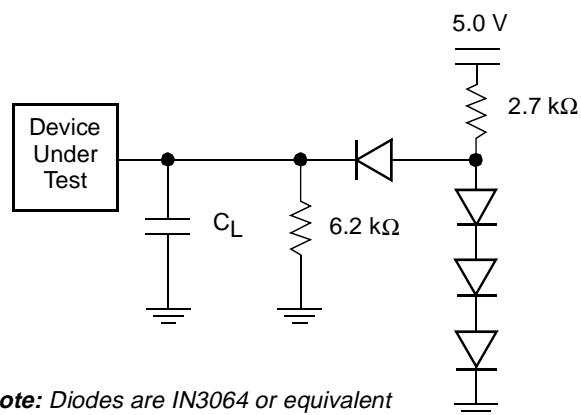 5.0 V
2.7 kΩ
Device
Under
Test
CL
6.2 kΩ
ote: Diodes are IN3064 or equivalent